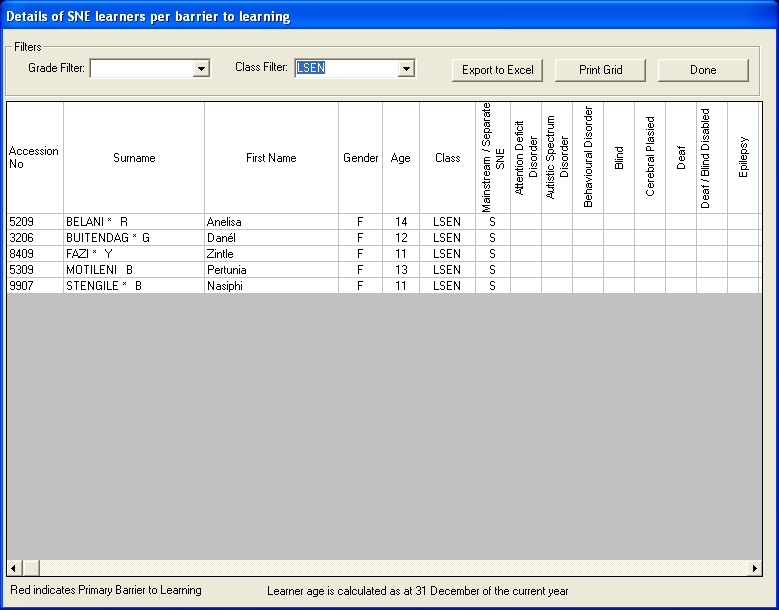 Details of SNE learners per barrier to learning
Filters
Grade Filter: Class Filter: LSEN Export to Excel Print Grid Done
Accession No Surname First Name Gender Age Class Mainstream / Separate SNE Attention Deficit Disorder Autistic Spectrum Disorder Behavioural Disorder Blind Cerebral Plasied Deaf Deaf / Blind Disabled Epilepsy
5209 BELANI * R Anelisa F 14 LSEN S
3206 BUITENDAG * G Danél F 12 LSEN S
8409 FAZI * Y Zintle F 11 LSEN S
5309 MOTILENI B Pertunia F 13 LSEN S
9907 STENGILE * B Nasiphi F 11 LSEN S
Red indicates Primary Barrier to Learning Learner age is calculated as at 31 December of the current year